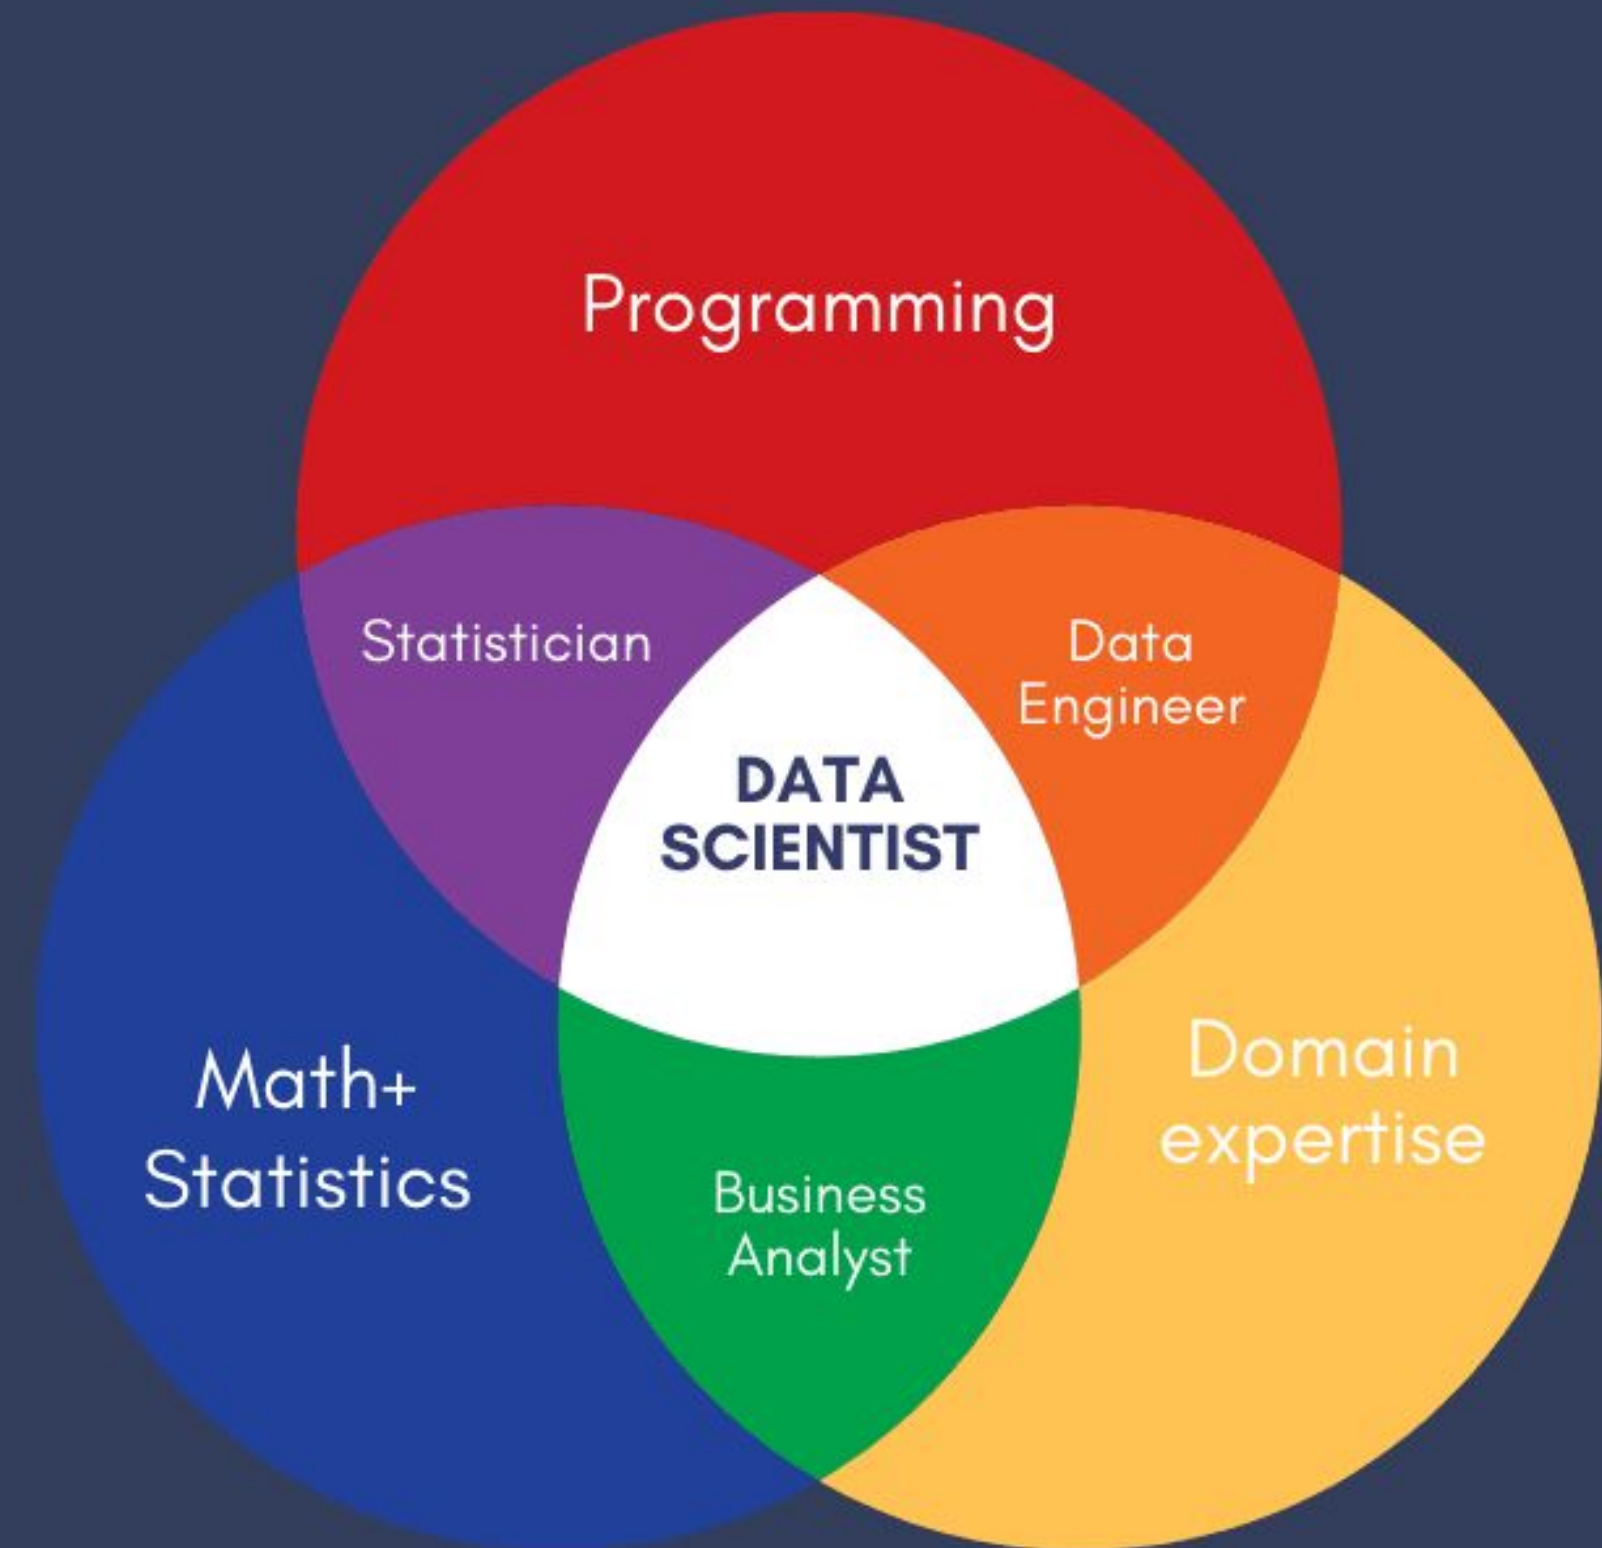 Programming
Statistician
Data
Engineer
DATA
SCIENTIST
Math+
Statistics
Domain
expertise
Business
Analyst